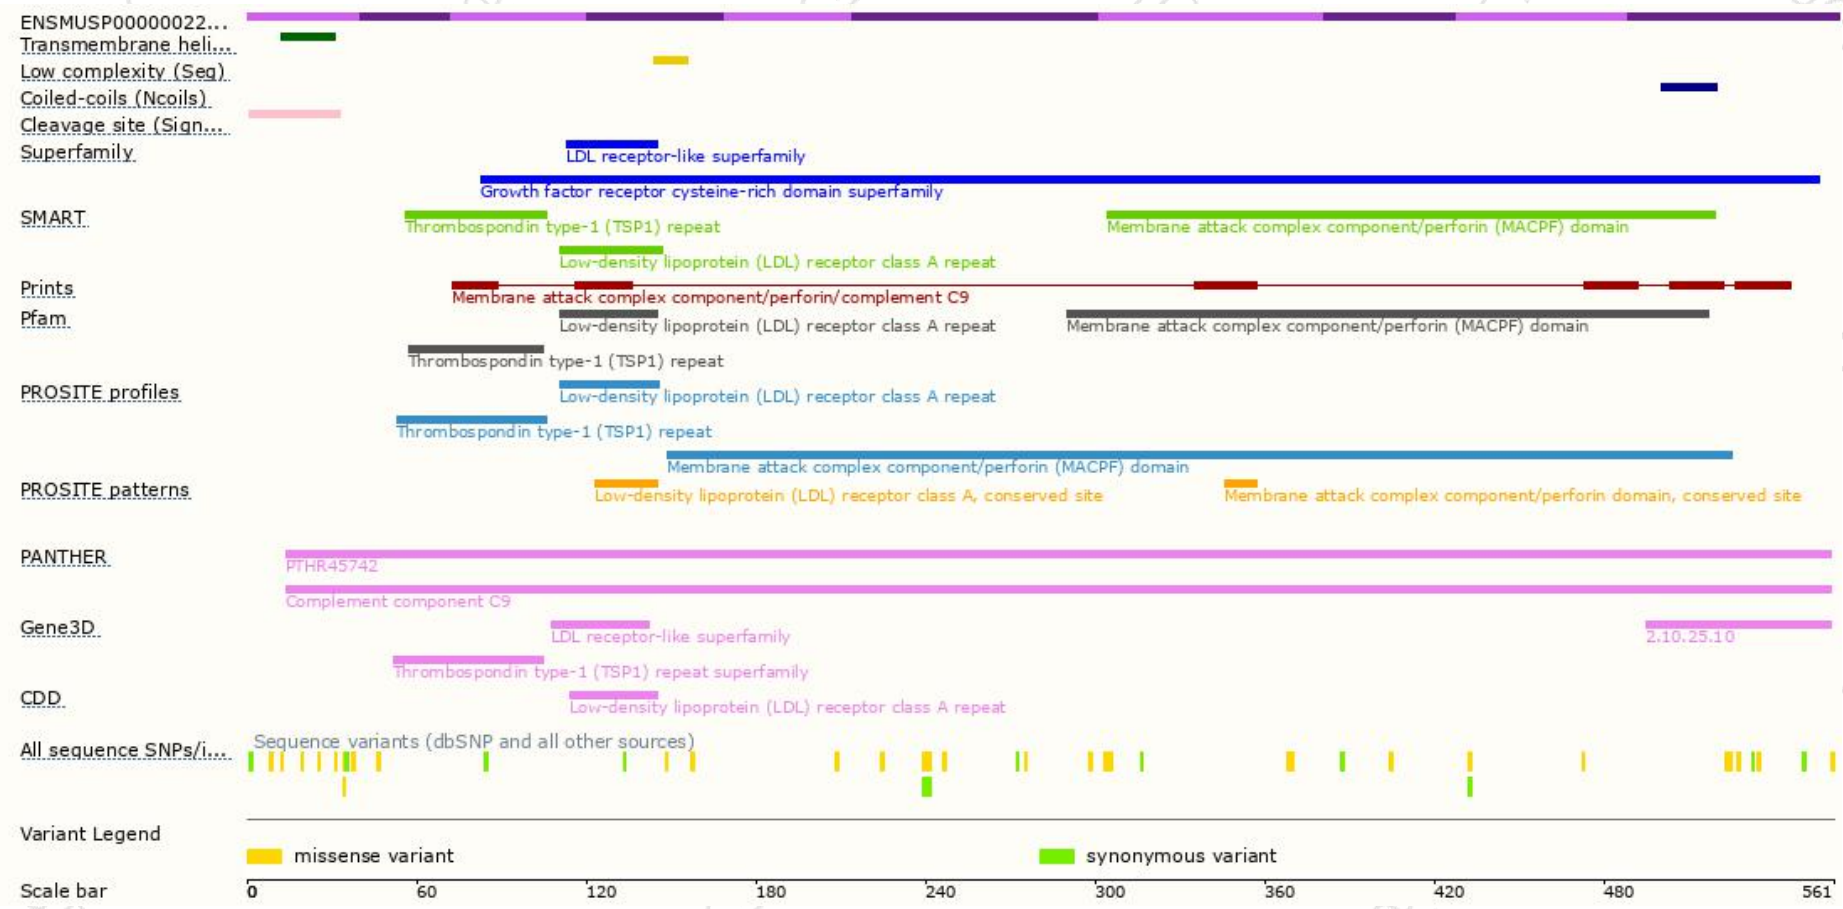 ENSMUSP00000022...
Transmembrane heli...
Low complexity (Seg)
Coiled-coils (Ncoils)
Cleavage site (Sign...
Superfamily
LDL receptor-like superfamily
Growth factor receptor cysteine-rich domain superfamily
SMART
Thrombospondin type-1 (TSP1) repeat
Membrane attack complex component/perforin (MACPF) domain
Low-density lipoprotein (LDL) receptor class A repeat
Prints
Membrane attack complex component/perforin/complement C9
Pfam
Low-density lipoprotein (LDL) receptor class A repeat
Membrane attack complex component/perforin (MACPF) domain
Thrombospondin type-1 (TSP1) repeat
PROSITE profiles
Low-density lipoprotein (LDL) receptor class A repeat
Thrombospondin type-1 (TSP1) repeat
Membrane attack complex component/perforin (MACPF) domain
PROSITE patterns
Low-density lipoprotein (LDL) receptor class A, conserved site
Membrane attack complex component/perforin domain, conserved site
PANTHER
PTHR45742
Complement component C9
Gene3D
LDL receptor-like superfamily
2.10.25.10
Thrombospondin type-1 (TSP1) repeat superfamily
CDD
Low-density lipoprotein (LDL) receptor class A repeat
All sequence SNPs/i...
Sequence variants (dbSNP and all other sources)
Variant Legend
missense variant
synonymous variant
Scale bar
0 60 120 180 240 300 360 420 480 561